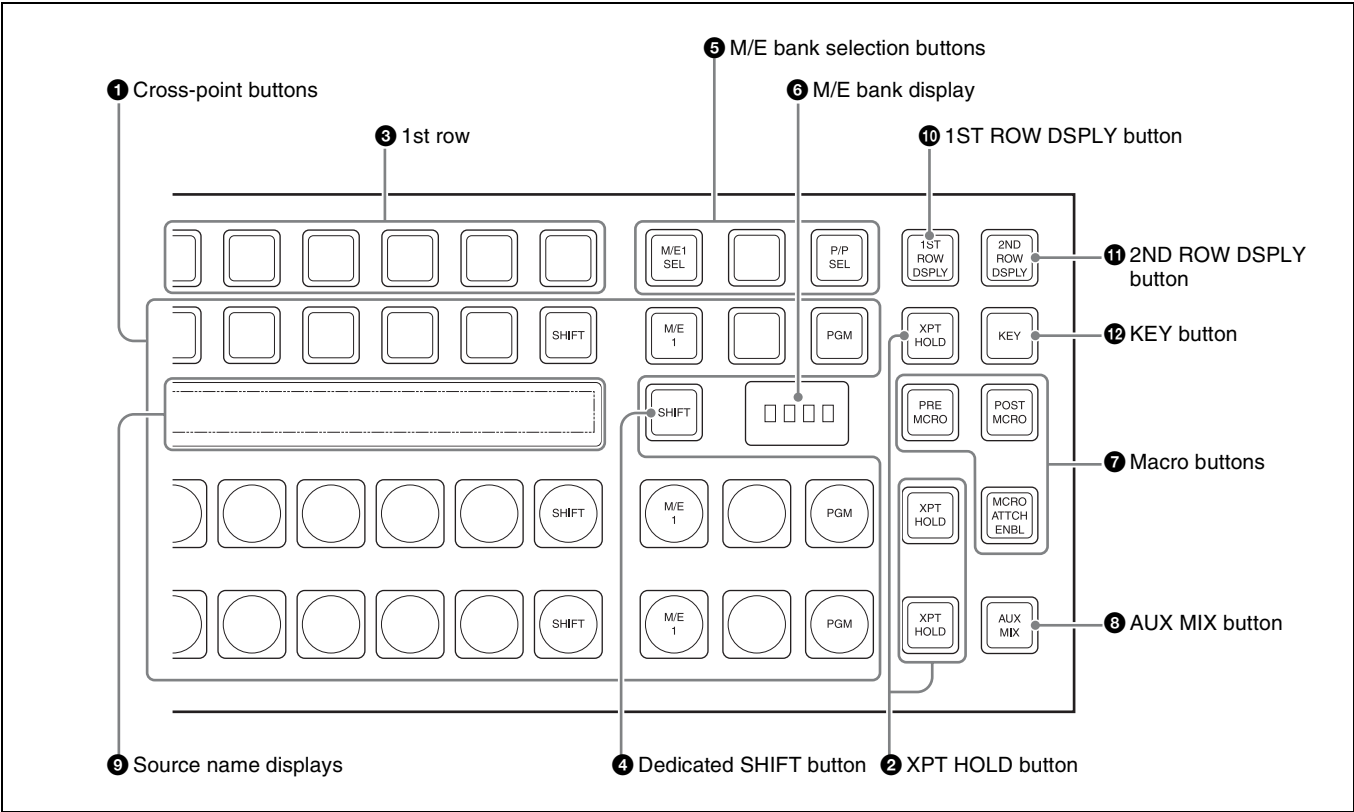 ❺ M/E bank selection buttons
❶ Cross-point buttons
❻ M/E bank display
❸ 1st row
❿ 1ST ROW DSPLY button
M/E1
SEL
P/P
SEL
1ST
ROW
DSPLY
2ND
ROW
DSPLY
⓫ 2ND ROW DSPLY
button
SHIFT
M/E
1
PGM
XPT
HOLD
KEY
⓬ KEY button
SHIFT
PRE
MCRO
POST
MCRO
❼ Macro buttons
SHIFT
M/E
1
PGM
XPT
HOLD
MCRO
ATTCH
ENBL
SHIFT
M/E
1
PGM
XPT
HOLD
AUX
MIX
❽ AUX MIX button
❾ Source name displays
❹ Dedicated SHIFT button
❷ XPT HOLD button